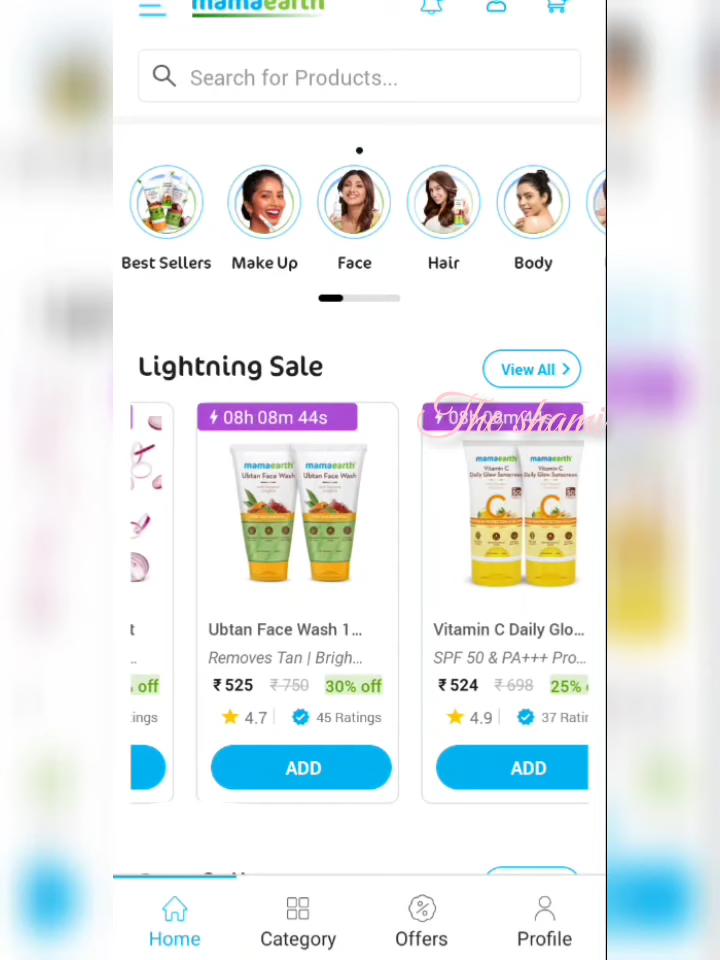 mamaearth
Search for Products...
Best Sellers Make Up Face Hair Body
Lightning Sale
View All
08h 08m 44s
08h 08m 44s
The shami
mamaearth mamaearth
Ubtan Face Wash Ubtan Face Wash
mamaearth mamaearth
Vitamin C Vitamin C
Daily Glow Sunscreen Daily Glow Sunscreen
C C
50 50
t
Ubtan Face Wash 1...
Vitamin C Daily Glo...
..
Removes Tan | Brigh...
SPF 50 & PA+++ Pro...
off
₹525 ₹750 30% off
₹524 ₹698 25%
ings
4.7 45 Ratings
4.9 37 Ratin
ADD
ADD
Home Category Offers Profile